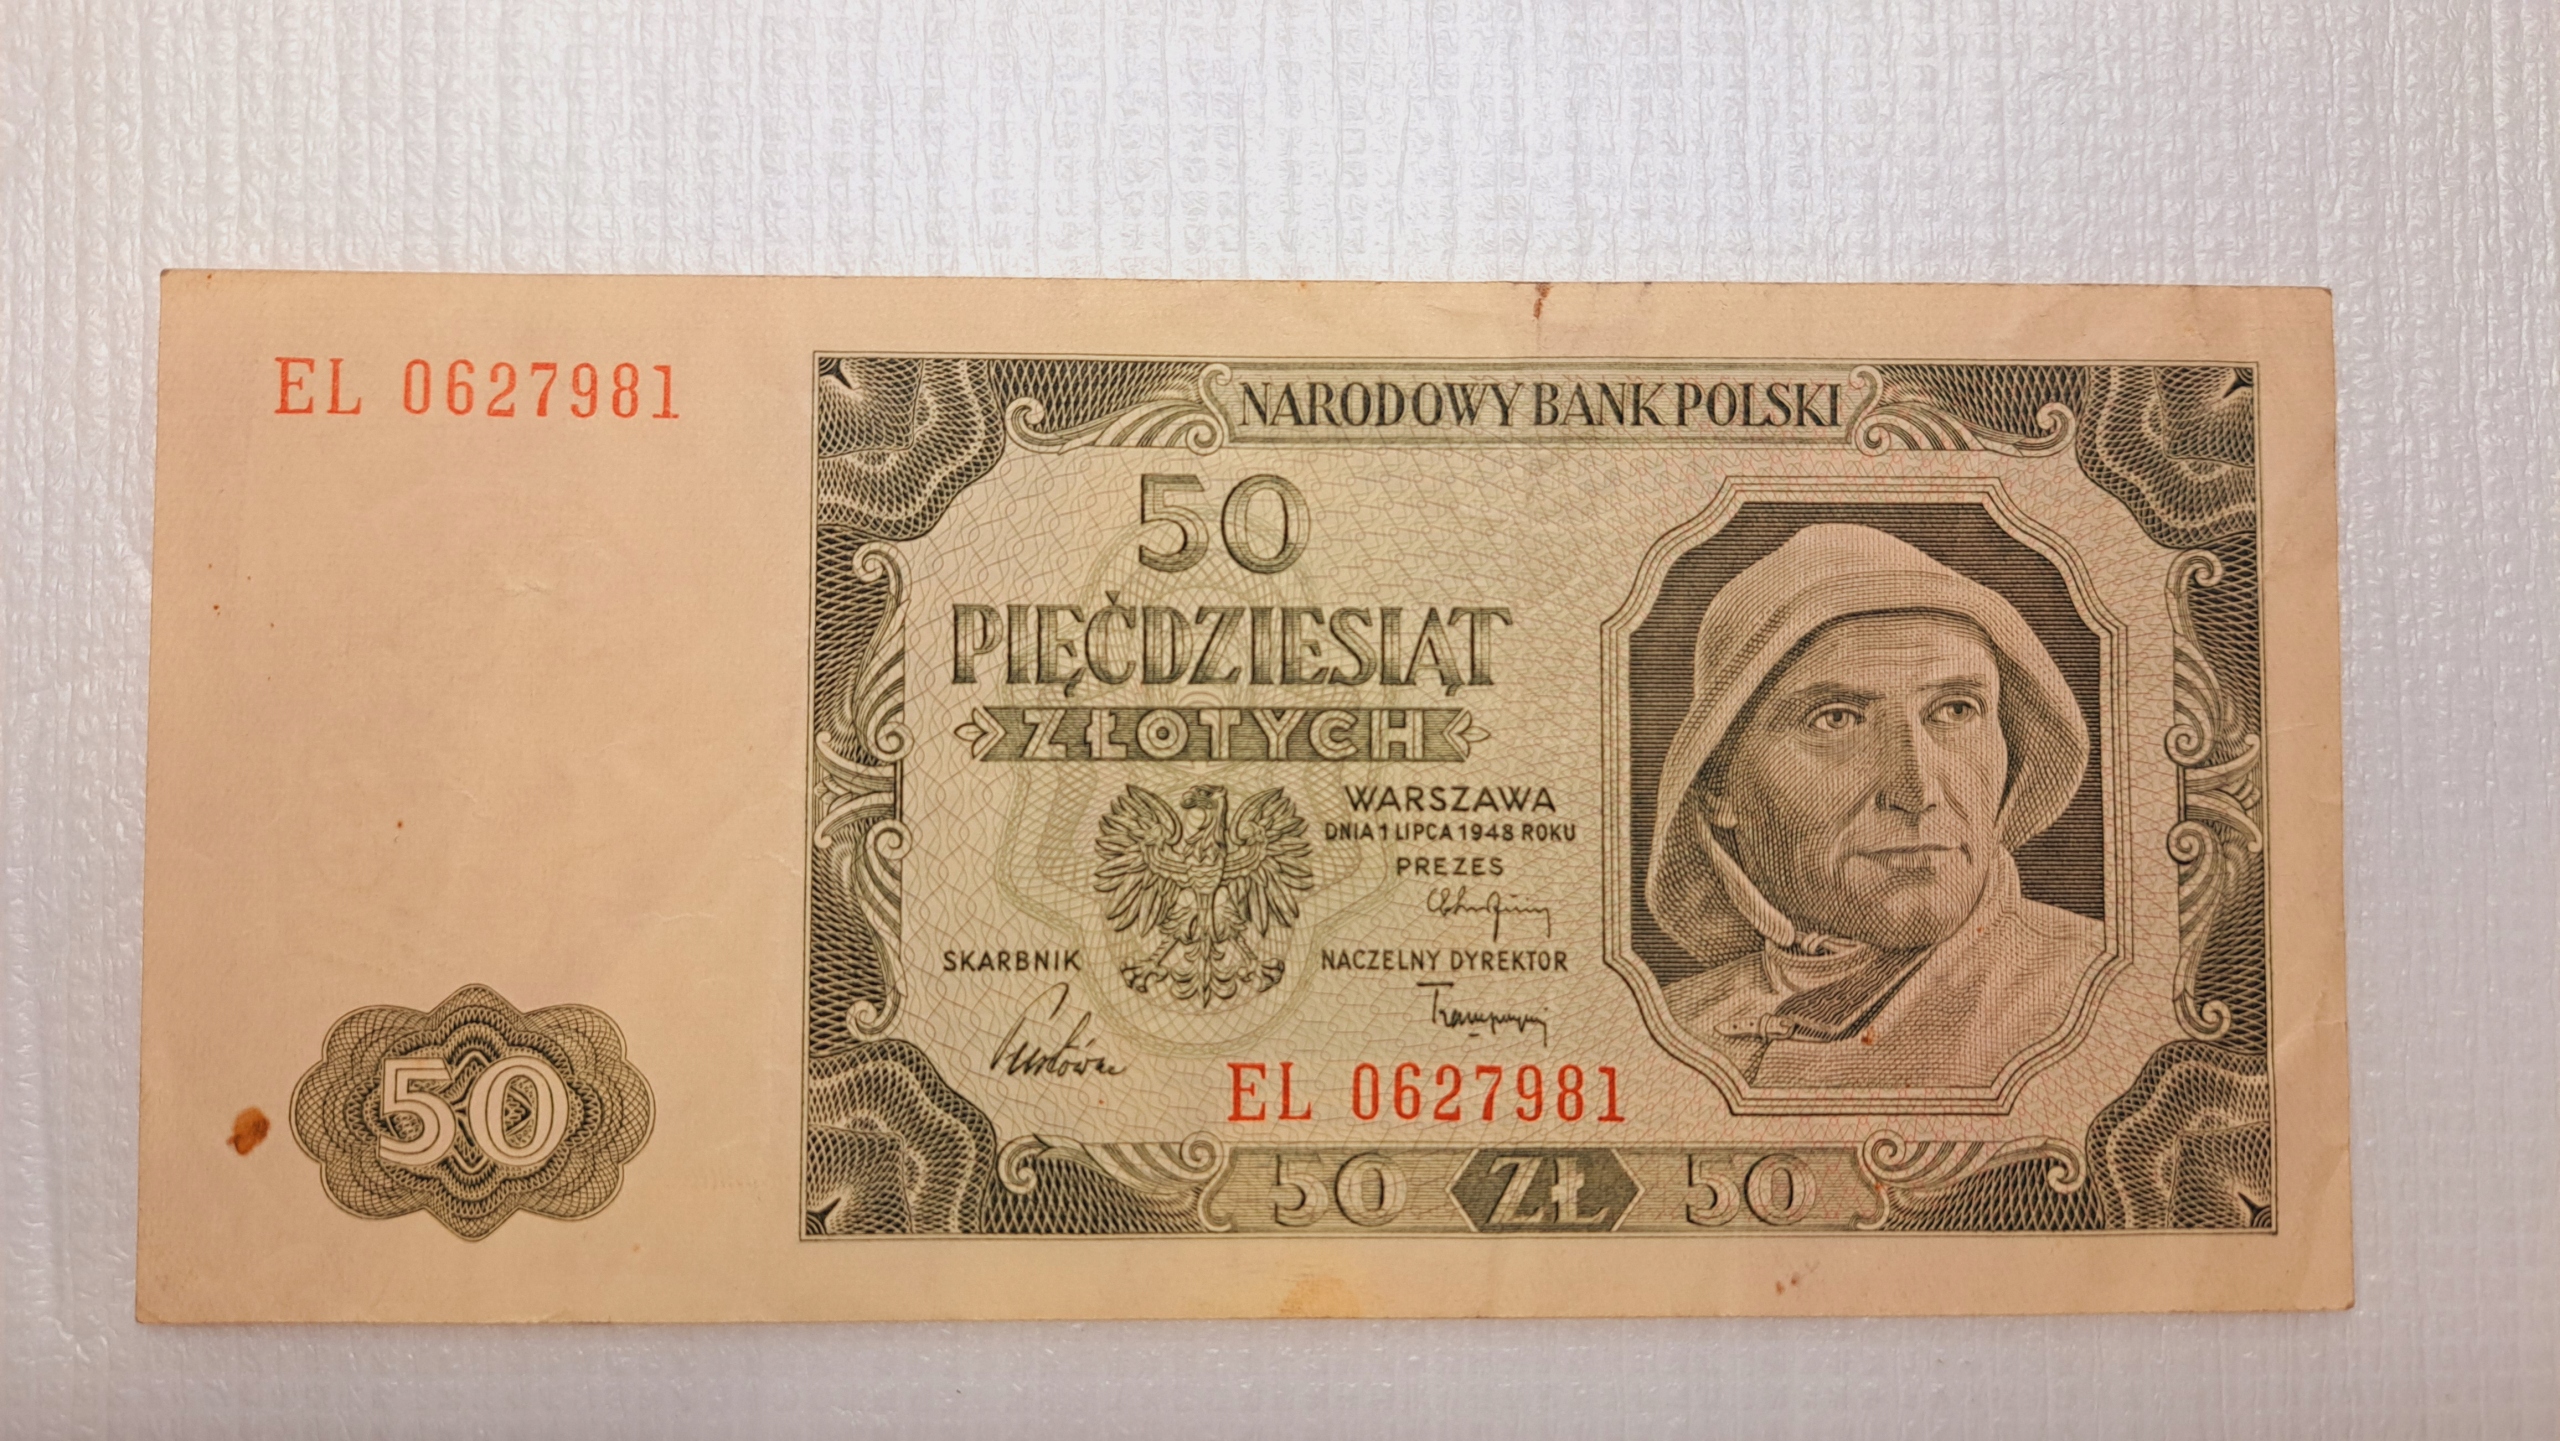 EL 0627981
NARODOWY BANK POLSKI
50
PIĘĆDZIESIĄT
ZŁOTYCH
WARSZAWA
DNIA 1 LIPCA 1948 ROKU
PREZES
SKARBNIK
NACZELNY DYREKTOR
EL 0627981
50
50 ZŁ 50